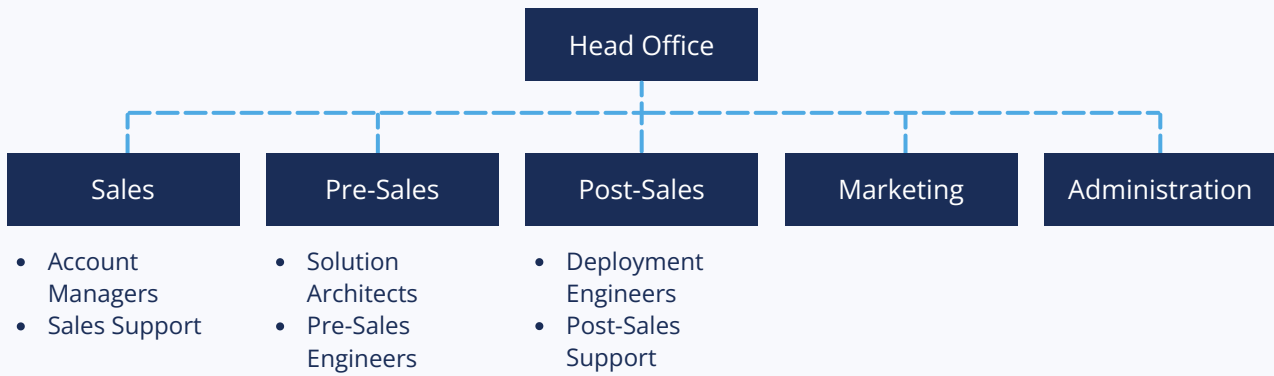 Head Office
Sales
Pre-Sales
Post-Sales
Marketing
Administration
• Account
Managers
• Sales Support
• Solution
Architects
• Pre-Sales
Engineers
• Deployment
Engineers
• Post-Sales
Support